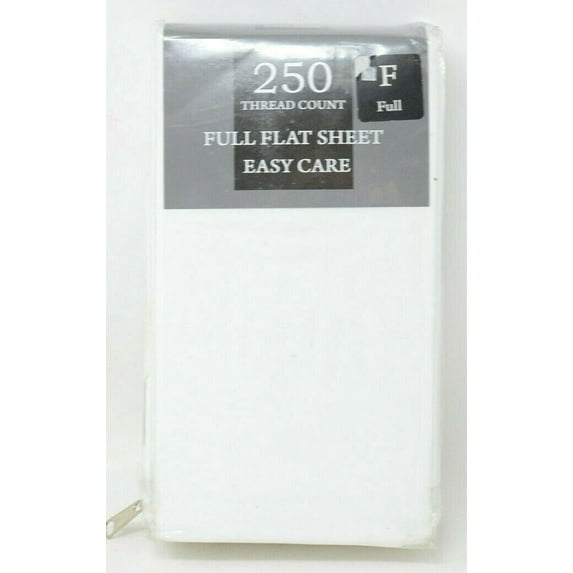 250
THREAD COUNT
F
Full
FULL FLAT SHEET
EASY CARE